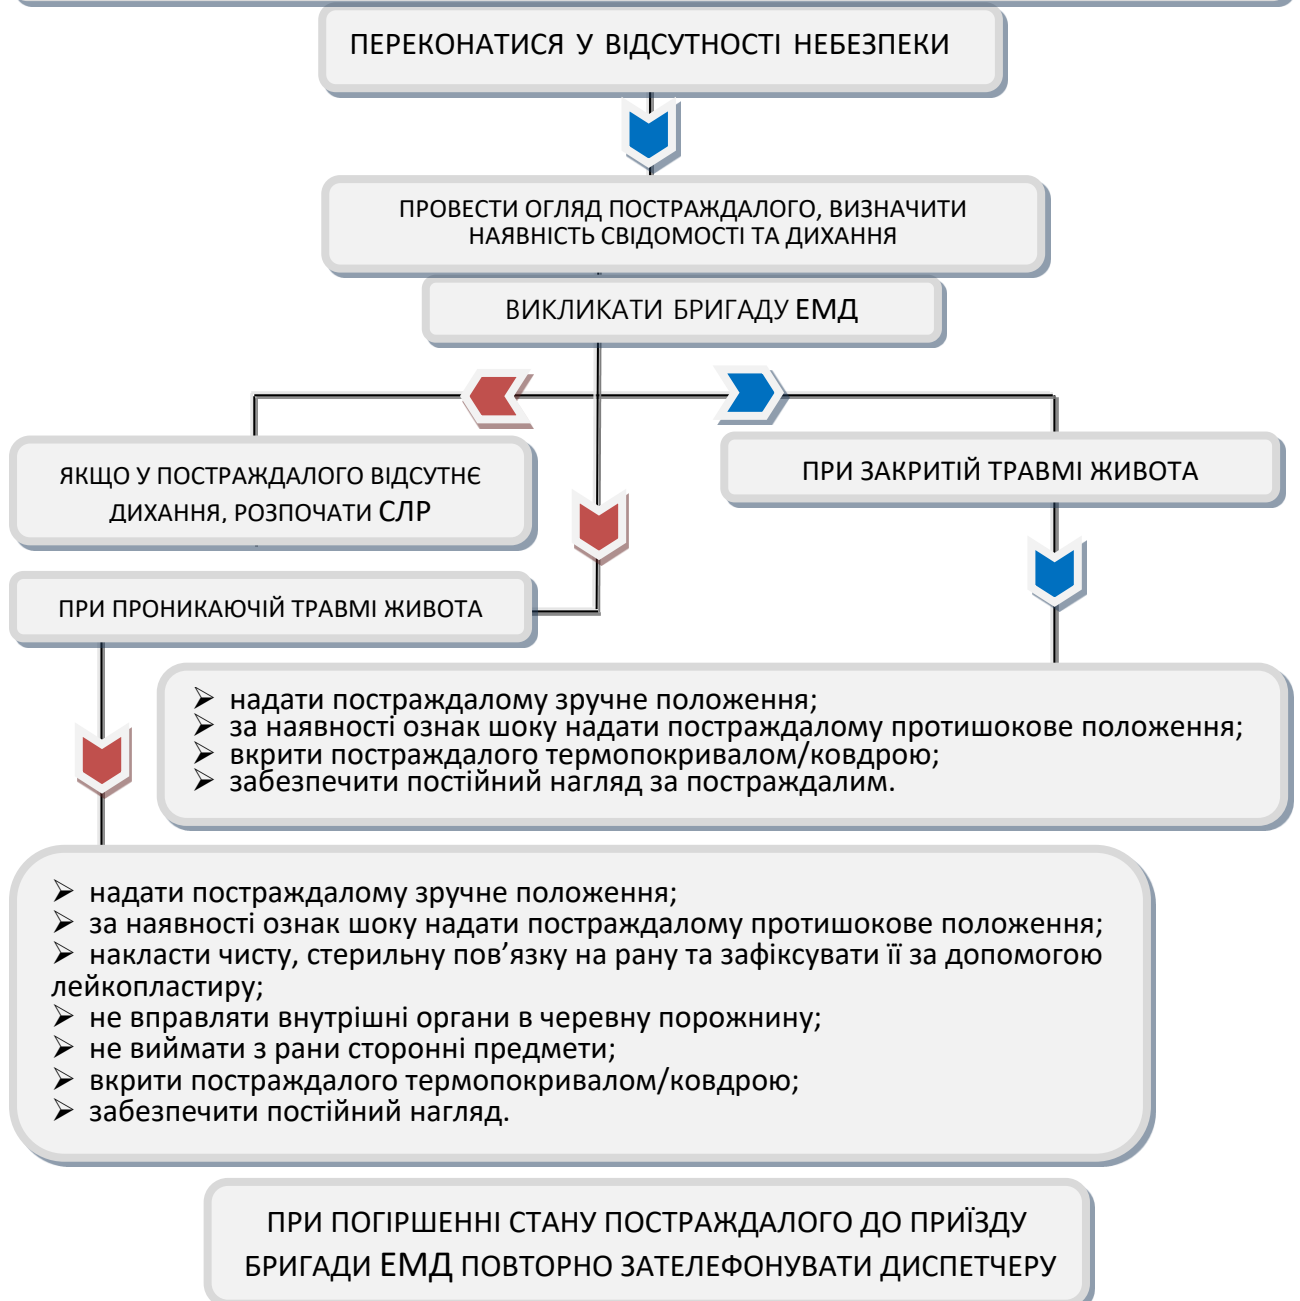 ПЕРЕКОНАТИСЯ У ВІДСУТНОСТІ НЕБЕЗПЕКИ
ПРОВЕСТИ ОГЛЯД ПОСТРАЖДАЛОГО, ВИЗНАЧИТИ
НАЯВНІСТЬ СВІДОМОСТІ ТА ДИХАННЯ
ВИКЛИКАТИ БРИГАДУ ЕМД
ЯКЩО У ПОСТРАЖДАЛОГО ВІДСУТНЄ
ДИХАННЯ, РОЗПОЧАТИ СЛР
ПРИ ЗАКРИТІЙ ТРАВМІ ЖИВОТА
ПРИ ПРОНИКАЮЧІЙ ТРАВМІ ЖИВОТА
➢ надати постраждалому зручне положення;
➢ за наявності ознак шоку надати постраждалому протишокове положення;
➢ вкрити постраждалого термопокривалом/ковдрою;
➢ забезпечити постійний нагляд за постраждалим.
➢ надати постраждалому зручне положення;
➢ за наявності ознак шоку надати постраждалому протишокове положення;
➢ накласти чисту, стерильну пов’язку на рану та зафіксувати її за допомогою
лейкопластиру;
➢ не вправляти внутрішні органи в черевну порожнину;
➢ не виймати з рани сторонні предмети;
➢ вкрити постраждалого термопокривалом/ковдрою;
➢ забезпечити постійний нагляд.
ПРИ ПОГІРШЕННІ СТАНУ ПОСТРАЖДАЛОГО ДО ПРИЇЗДУ
БРИГАДИ ЕМД ПОВТОРНО ЗАТЕЛЕФОНУВАТИ ДИСПЕТЧЕРУ